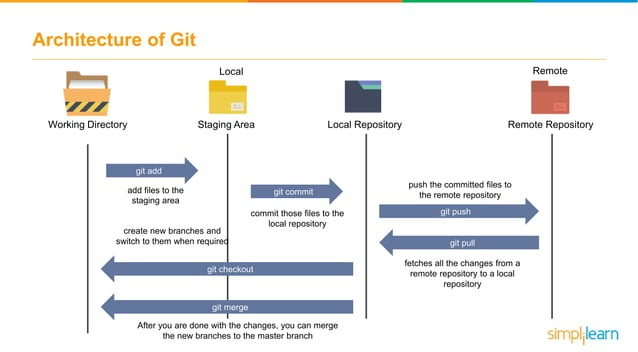 Architecture of Git
Local
Remote
Working Directory
Staging Area
Local Repository
Remote Repository
git add
add files to the
staging area
git commit
commit those files to the
local repository
push the committed files to
the remote repository
git push
git pull
fetches all the changes from a
remote repository to a local
repository
create new branches and
switch to them when required
git checkout
git merge
After you are done with the changes, you can merge
the new branches to the master branch
simplilearn